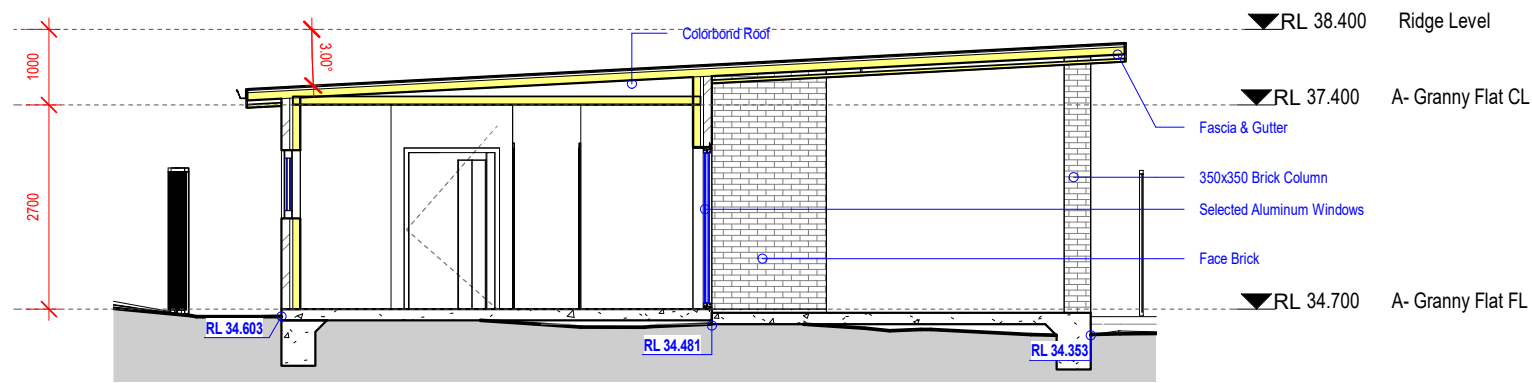 RL 38.400 Ridge Level
Colorbond Roof
1000
3.00°
RL 37.400 A- Granny Flat CL
Fascia & Gutter
350x350 Brick Column
Selected Aluminum Windows
2700
Face Brick
RL 34.700 A- Granny Flat FL
RL 34.603
RL 34.481
RL 34.353